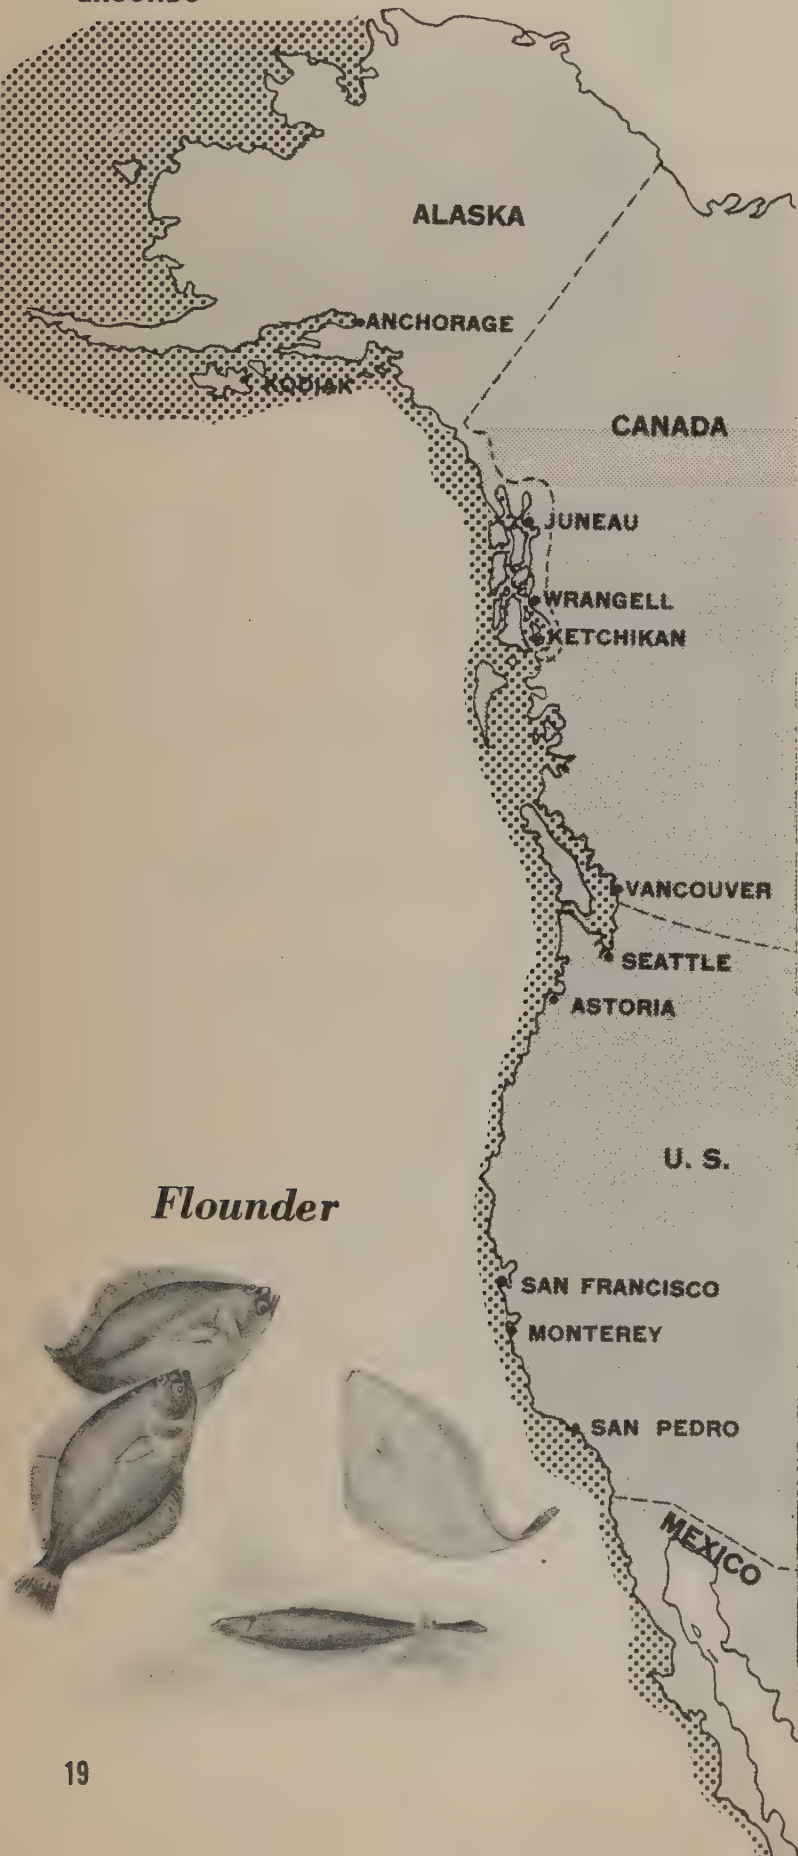 ALASKA
ANCHORAGE
KODIAK
CANADA
JUNEAU
WRANGELL
KETCHIKAN
VANCOUVER
SEATTLE
ASTORIA
U. S.
Flounder
SAN FRANCISCO
MONTEREY
SAN PEDRO
MEXICO
19